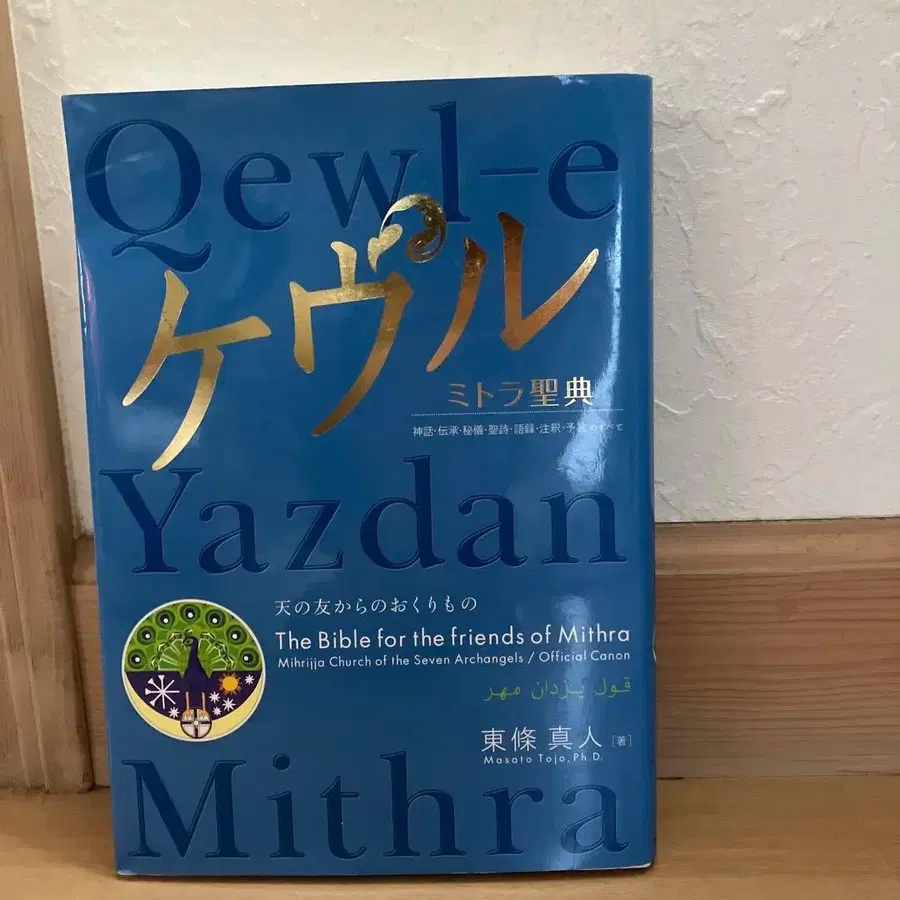 Qewl-e
ケヴル
ミトラ聖典
神話・伝承・秘儀・聖詩・語録・注釈・予言のすべて
Yazdan
天の友からのおくりもの
The Bible for the friends of Mithra
Mihrijja Church of the Seven Archangels / Official Canon
قول یزدان مهر
東條 真人 [著]
Masato Tojo, Ph.D.
Mithra